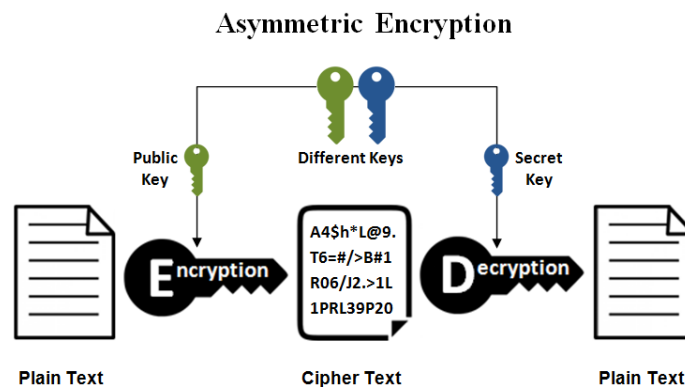 Asymmetric Encryption
Public
Key
Different Keys
Secret
Key
Encryption
A4$h*L@9.
T6=#/>B#1
R06/J2.>1L
1PRL39P20
Decryption
Plain Text
Cipher Text
Plain Text